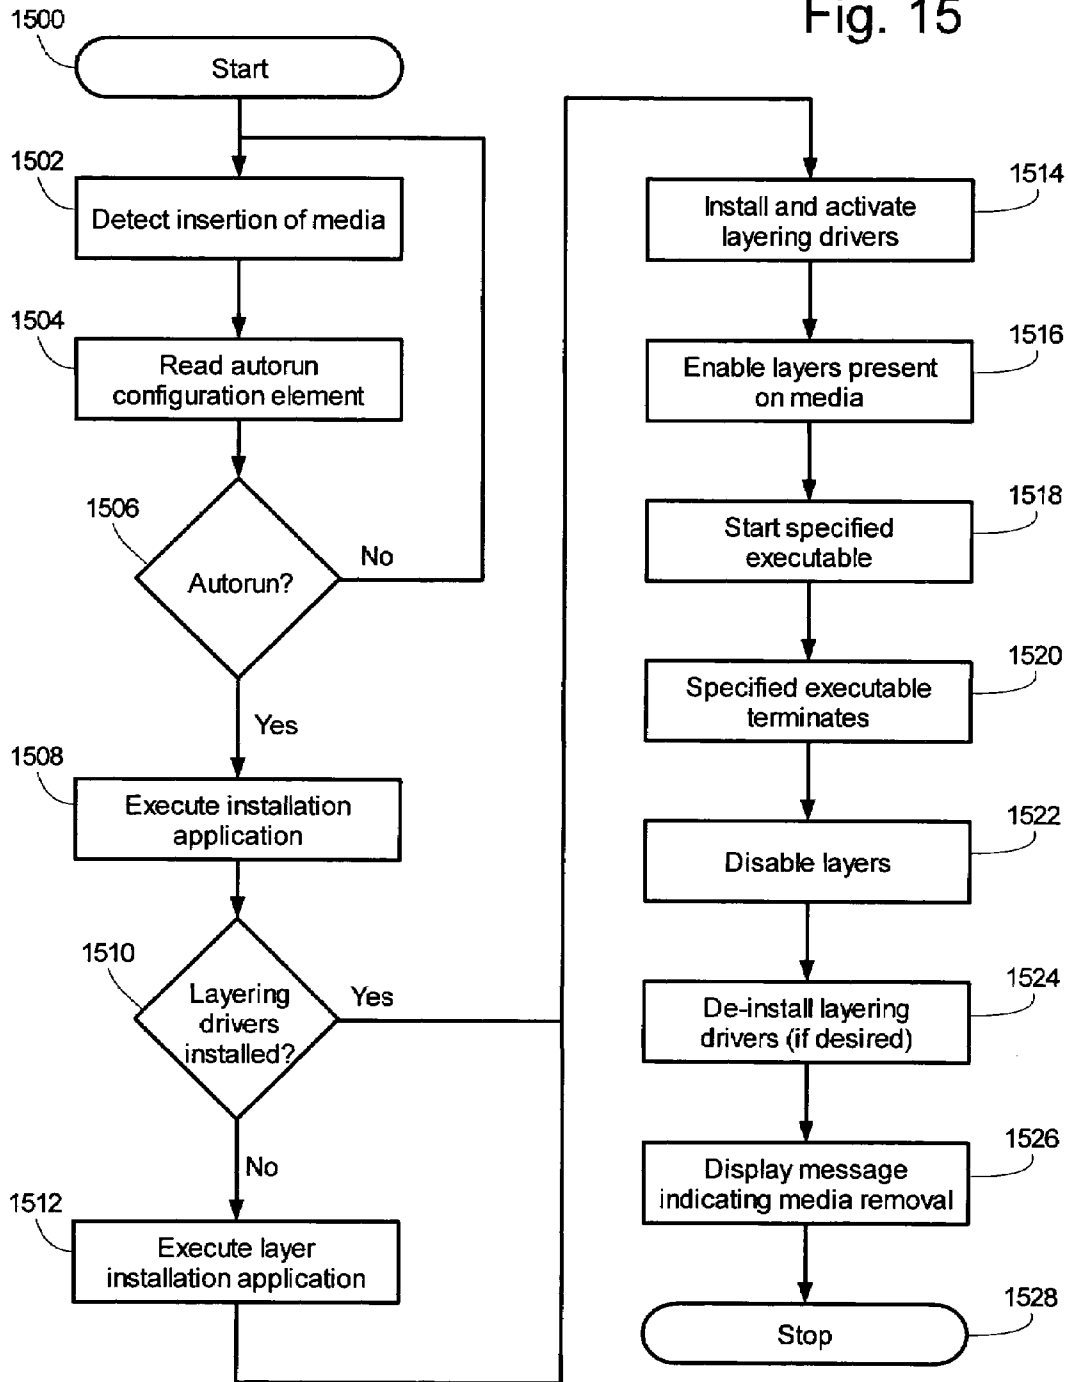 Fig. 15
1500
Start
1502
Detect insertion of media
1504
Read autorun
configuration element
1506
Autorun?
No
Yes
1508
Execute installation
application
1510
Layering
drivers
installed?
Yes
No
1512
Execute layer
installation application
1514
Install and activate
layering drivers
1516
Enable layers present
on media
1518
Start specified
executable
1520
Specified executable
terminates
1522
Disable layers
1524
De-install layering
drivers (if desired)
1526
Display message
indicating media removal
1528
Stop